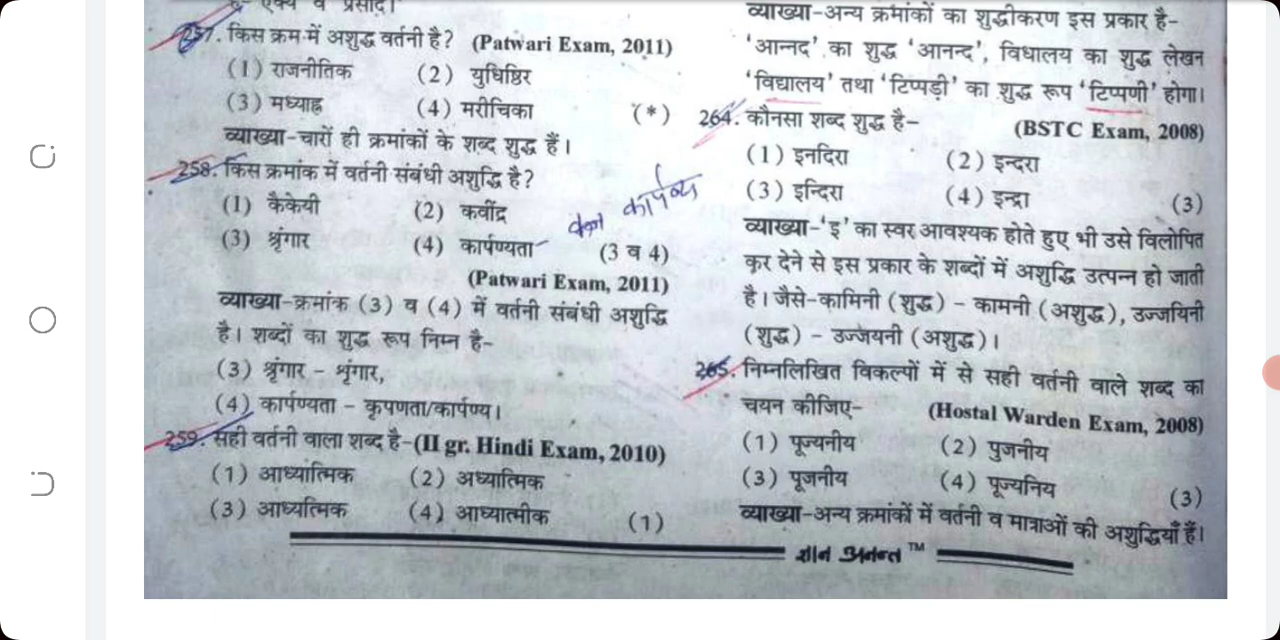 ऐक्य व प्रसाद।
257. किस क्रम में अशुद्ध वर्तनी है? (Patwari Exam, 2011)
(1) राजनीतिक (2) युधिष्ठिर
(3) मध्याह्न (4) मरीचिका (*)
व्याख्या-चारों ही क्रमांकों के शब्द शुद्ध हैं।
258. किस क्रमांक में वर्तनी संबंधी अशुद्धि है?
(1) कैकेयी (2) कवींद्र
कार्पण्य
(3) श्रृंगार (4) कार्पण्यता (3 व 4)
(Patwari Exam, 2011)
व्याख्या-क्रमांक (3) व (4) में वर्तनी संबंधी अशुद्धि
है। शब्दों का शुद्ध रूप निम्न है-
(3) श्रृंगार - शृंगार,
(4) कार्पण्यता - कृपणता/कार्पण्य।
259. सही वर्तनी वाला शब्द है-(II gr. Hindi Exam, 2010)
(1) आध्यात्मिक (2) अध्यात्मिक
(3) आध्यत्मिक (4) आध्यात्मीक (1)
व्याख्या-अन्य क्रमांकों का शुद्धीकरण इस प्रकार है-
'आन्नद' का शुद्ध 'आनन्द', विधालय का शुद्ध लेखन
'विद्यालय' तथा 'टिप्पड़ी' का शुद्ध रूप 'टिप्पणी' होगा।
264. कौनसा शब्द शुद्ध है- (BSTC Exam, 2008)
(1) इनदिरा (2) इन्दरा
(3) इन्दिरा (4) इन्द्रा (3)
व्याख्या-'इ' का स्वर आवश्यक होते हुए भी उसे विलोपित
कर देने से इस प्रकार के शब्दों में अशुद्धि उत्पन्न हो जाती
है। जैसे-कामिनी (शुद्ध) - कामनी (अशुद्ध), उज्जयिनी
(शुद्ध) - उज्जेयनी (अशुद्ध)।
265. निम्नलिखित विकल्पों में से सही वर्तनी वाले शब्द का
चयन कीजिए- (Hostal Warden Exam, 2008)
(1) पूज्यनीय (2) पुजनीय
(3) पूजनीय (4) पूज्यनिय (3)
व्याख्या-अन्य क्रमांकों में वर्तनी व मात्राओं की अशुद्धियाँ हैं।
ज्ञान अनन्त TM